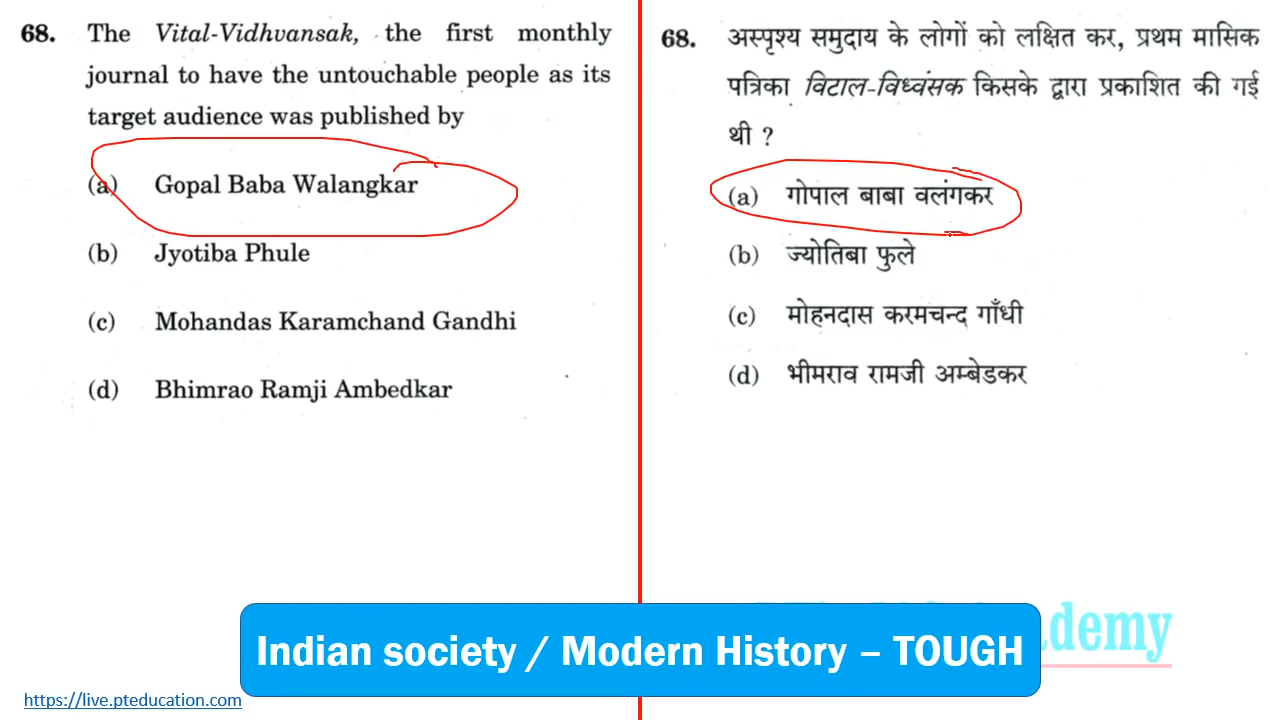 68. The Vital-Vidhvansak, the first monthly
journal to have the untouchable people as its
target audience was published by
(a) Gopal Baba Walangkar
(b) Jyotiba Phule
(c) Mohandas Karamchand Gandhi
(d) Bhimrao Ramji Ambedkar
68. अस्पृश्य समुदाय के लोगों को लक्षित कर, प्रथम मासिक
पत्रिका विटाल-विध्वंसक किसके द्वारा प्रकाशित की गई
थी ?
(a) गोपाल बाबा वलंगकर
(b) ज्योतिबा फुले
(c) मोहनदास करमचन्द गाँधी
(d) भीमराव रामजी अम्बेडकर
Indian society / Modern History – TOUGH
https://live.pteducation.com